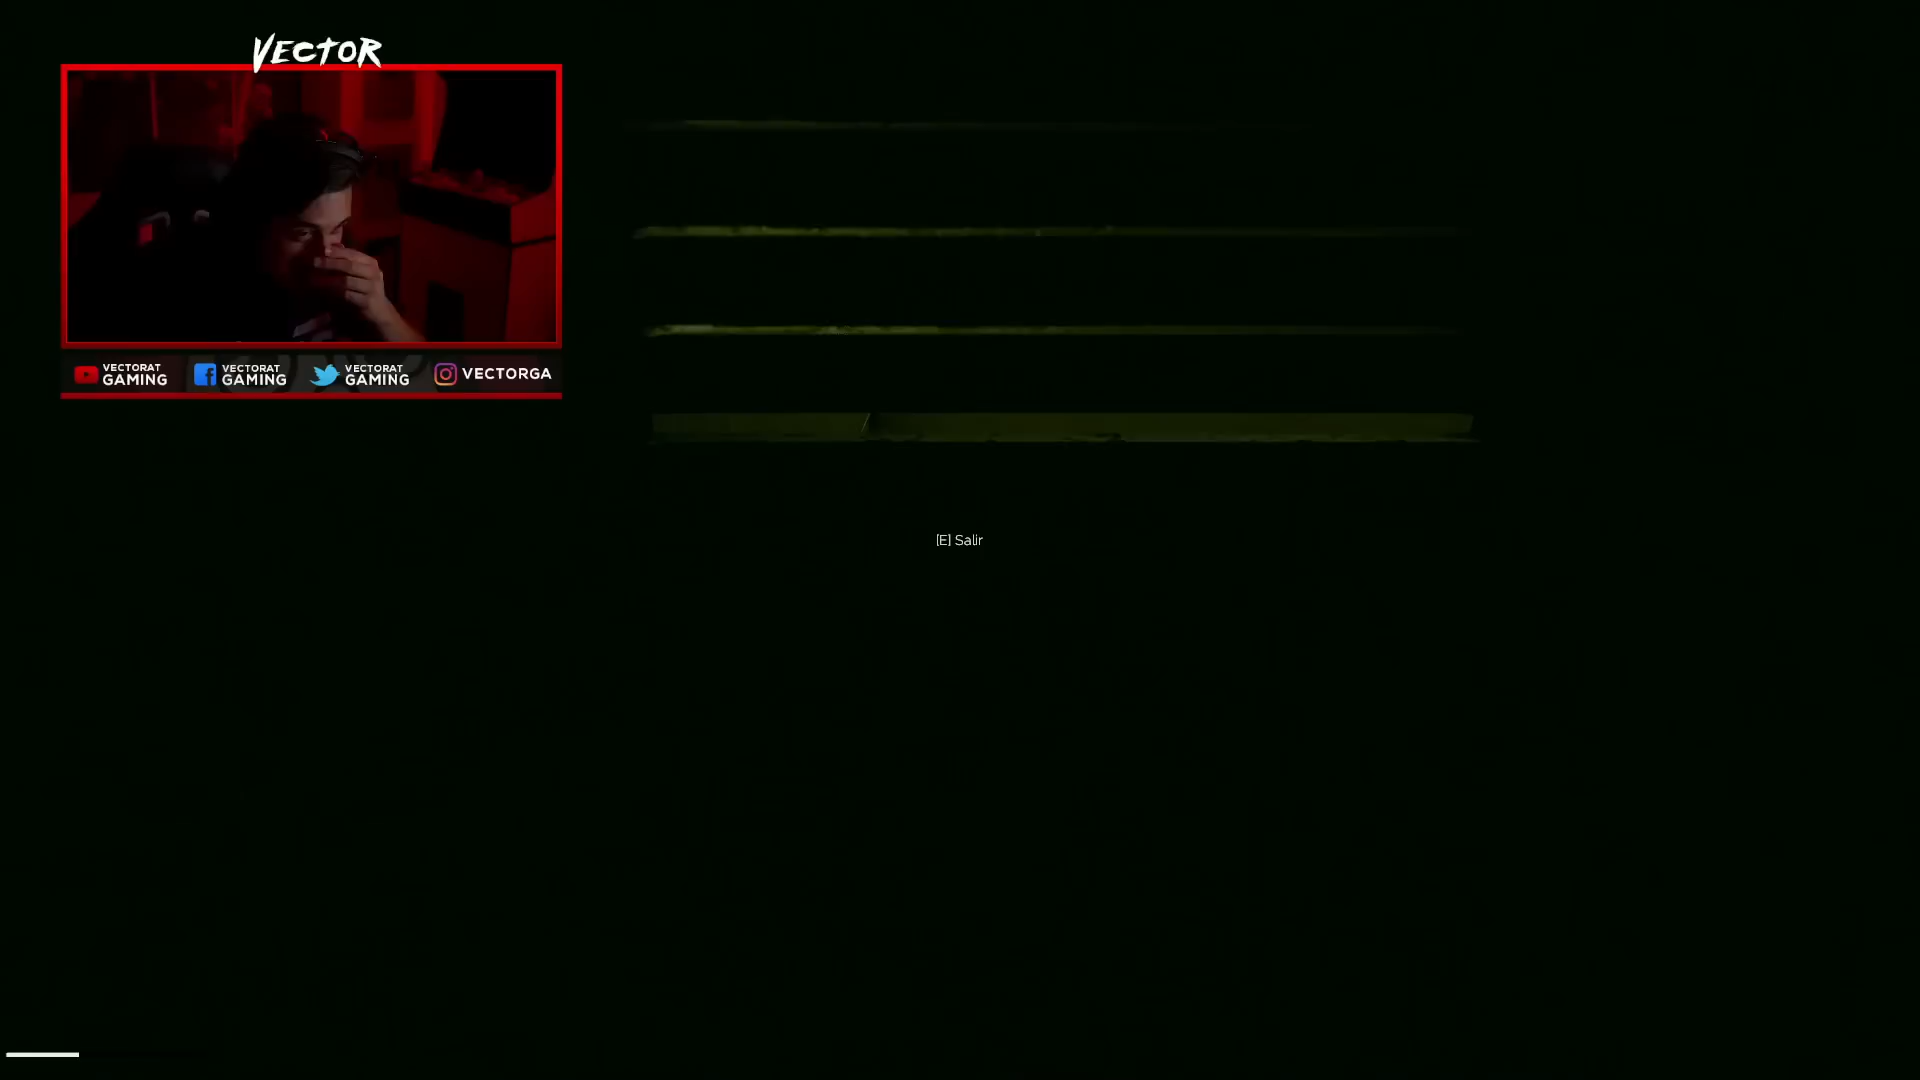 VECTOR
VECTORAT GAMING
VECTORAT GAMING
VECTORAT GAMING
VECTORGA
[E] Salir